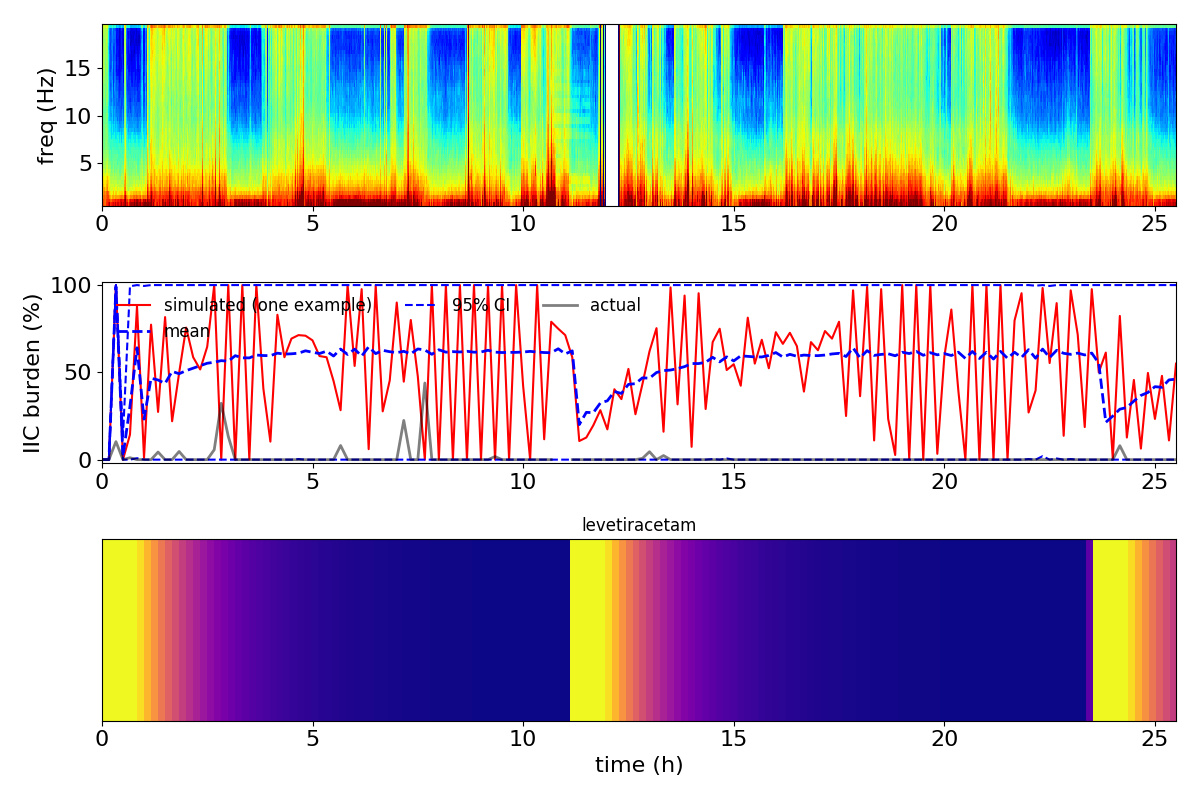 freq (Hz)
15
10
5
0 5 10 15 20 25
IIC burden (%)
100
50
0
simulated (one example) 95% CI actual
mean
0 5 10 15 20 25
levetiracetam
0 5 10 15 20 25
time (h)